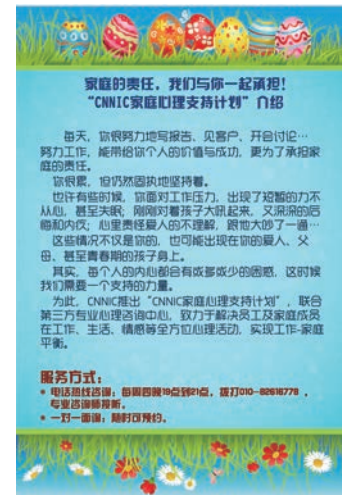 家庭的责任，我们与你一起承担！
“CNNIC家庭心理支持计划”介绍
每天，你很努力地写报告、见客户、开会讨论…
努力工作，能带给你个人的价值与成功，更为了承担家
庭的责任。
你很累，但仍然固执地坚持着。
也许有些时候，你面对工作压力，出现了短暂的力不
从心，甚至失眠；刚刚对着孩子大吼起来，又深深的后
悔和内疚；心里责怪爱人的不理解，跟他大吵了一通…
这些情况不仅是你的，也可能出现在你的爱人、父
母、甚至青春期的孩子身上。
其实，每个人的内心都会有或多或少的困惑，这时候
我们需要一个支持的力量。
为此，CNNIC推出“CNNIC家庭心理支持计划”，联合
第三方专业心理咨询中心，致力于解决员工及家庭成员
在工作、生活、情感等全方位心理活动，实现工作-家庭
平衡。
服务方式：
• 电话热线咨询：每周四晚19点到21点，拨打010-82616778，
专业咨询师接听。
• 一对一面询：随时可预约。